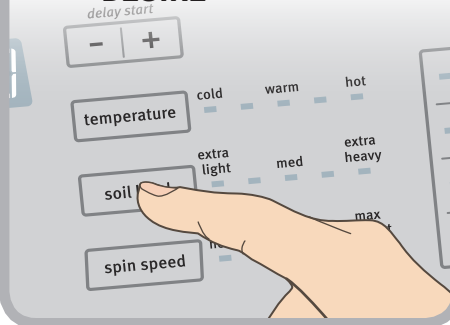 delay start
− +
cold warm hot
temperature
extra light med extra heavy
soil
max
spin speed